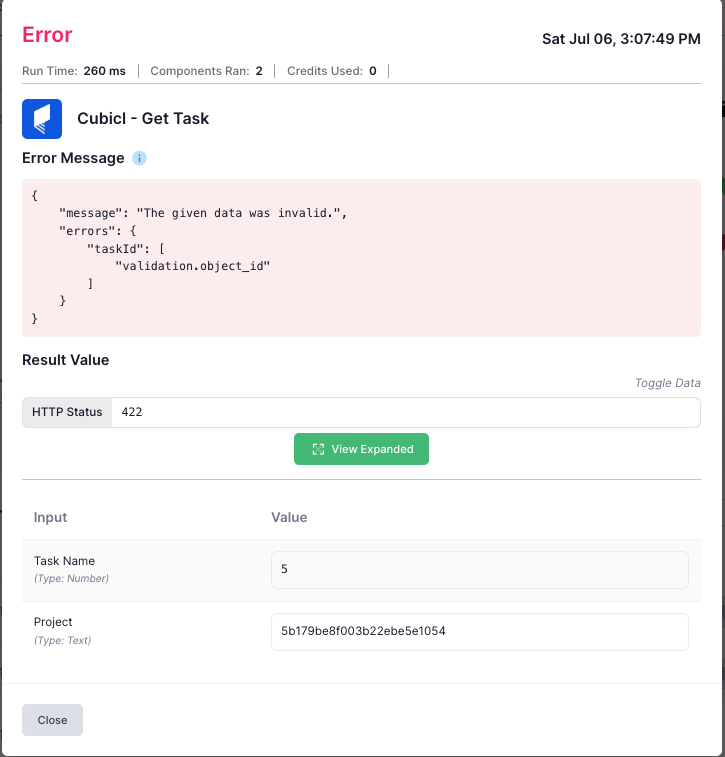 Error
Sat Jul 06, 3:07:49 PM
Run Time: 260 ms
Components Ran: 2
Credits Used: 0
Cubicl - Get Task
Error Message
{
    "message": "The given data was invalid.",
    "errors": {
        "taskId": [
            "validation.object_id"
        ]
    }
}
Result Value
Toggle Data
HTTP Status 422
View Expanded
Input Value
Task Name
(Type: Number)
5
Project
(Type: Text)
5b179be8f003b22ebe5e1054
Close